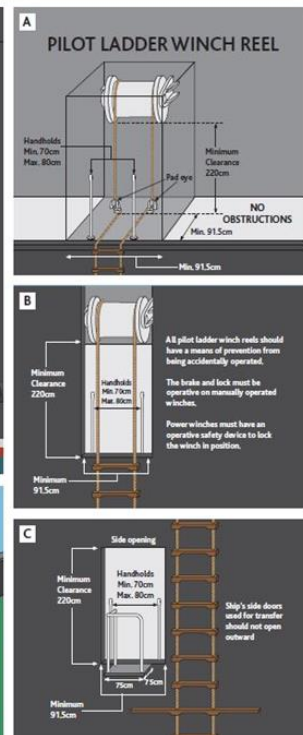 A
PILOT LADDER WINCH REEL
Handholds
Min. 70cm
Max. 80cm
Pad eye
Minimum
Clearance
220cm
NO
OBSTRUCTIONS
Min. 91.5cm
Min. 91.5cm
B
Minimum
Clearance
220cm
Handholds
Min. 70cm
Max. 80cm
Minimum
91.5cm
All pilot ladder winch reels should
have a means of prevention from
being accidentally operated.
The brake and lock must be
operative on manually operated
winches.
Power winches must have an
operative safety device to lock
the winch in position.
C
Side opening
Minimum
Clearance
220cm
Handholds
Min. 70cm
Max. 80cm
75cm
75cm
Minimum
91.5cm
Ship's side doors
used for transfer
should not open
outward